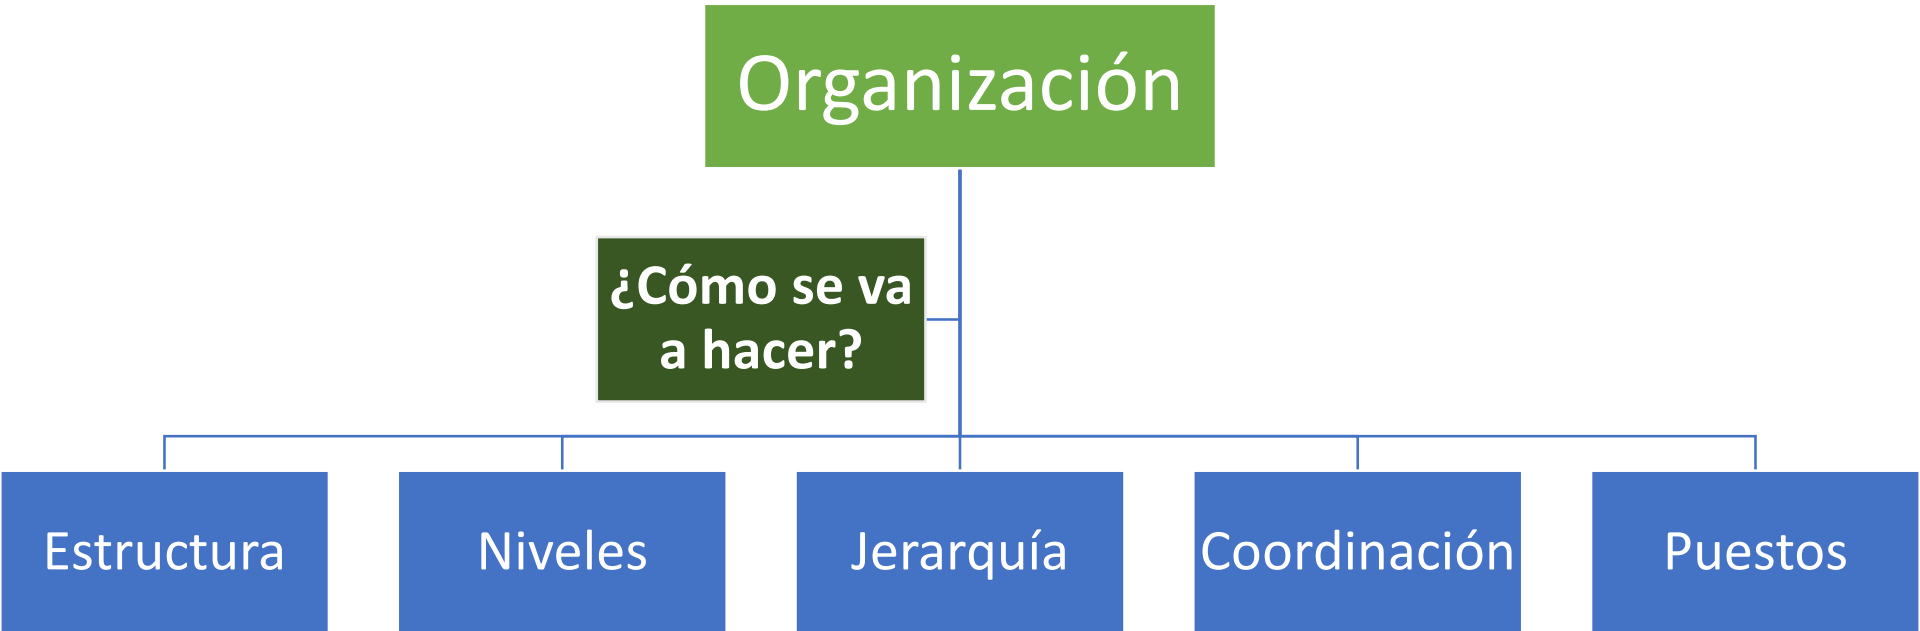 Organización
¿Cómo se va
a hacer?
Estructura
Niveles
Jerarquía
Coordinación
Puestos